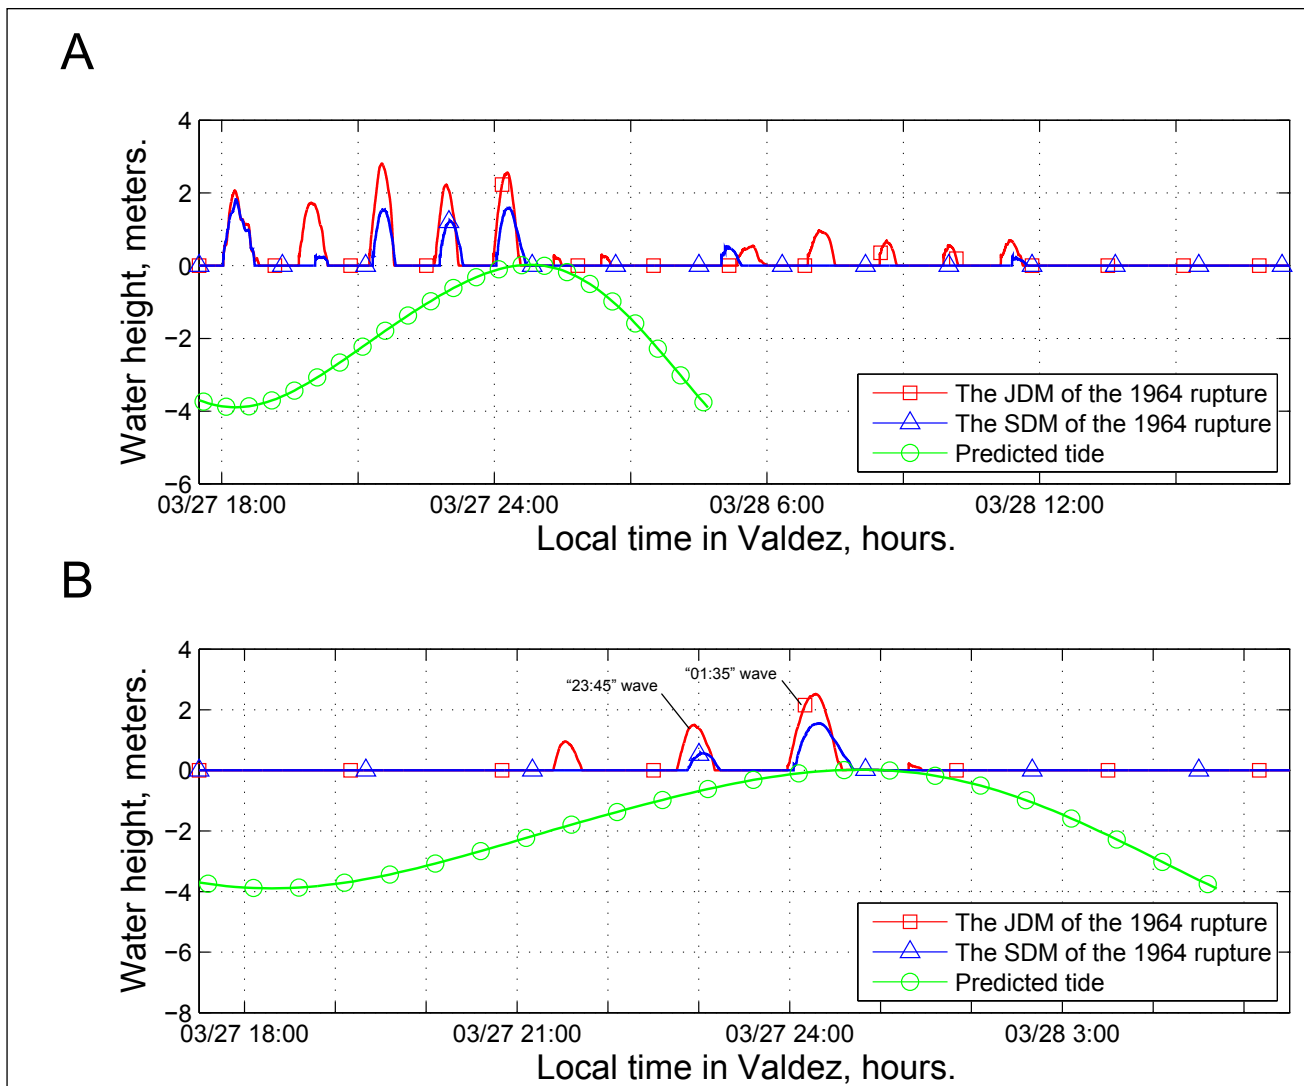 A
Water height, meters.
4
2
0
−2
−4
−6
The JDM of the 1964 rupture
The SDM of the 1964 rupture
Predicted tide
03/27 18:00 03/27 24:00 03/28 6:00 03/28 12:00
Local time in Valdez, hours.
B
Water height, meters.
4
2
0
−2
−4
−6
−8
“23:45” wave
“01:35” wave
The JDM of the 1964 rupture
The SDM of the 1964 rupture
Predicted tide
03/27 18:00 03/27 21:00 03/27 24:00 03/28 3:00
Local time in Valdez, hours.